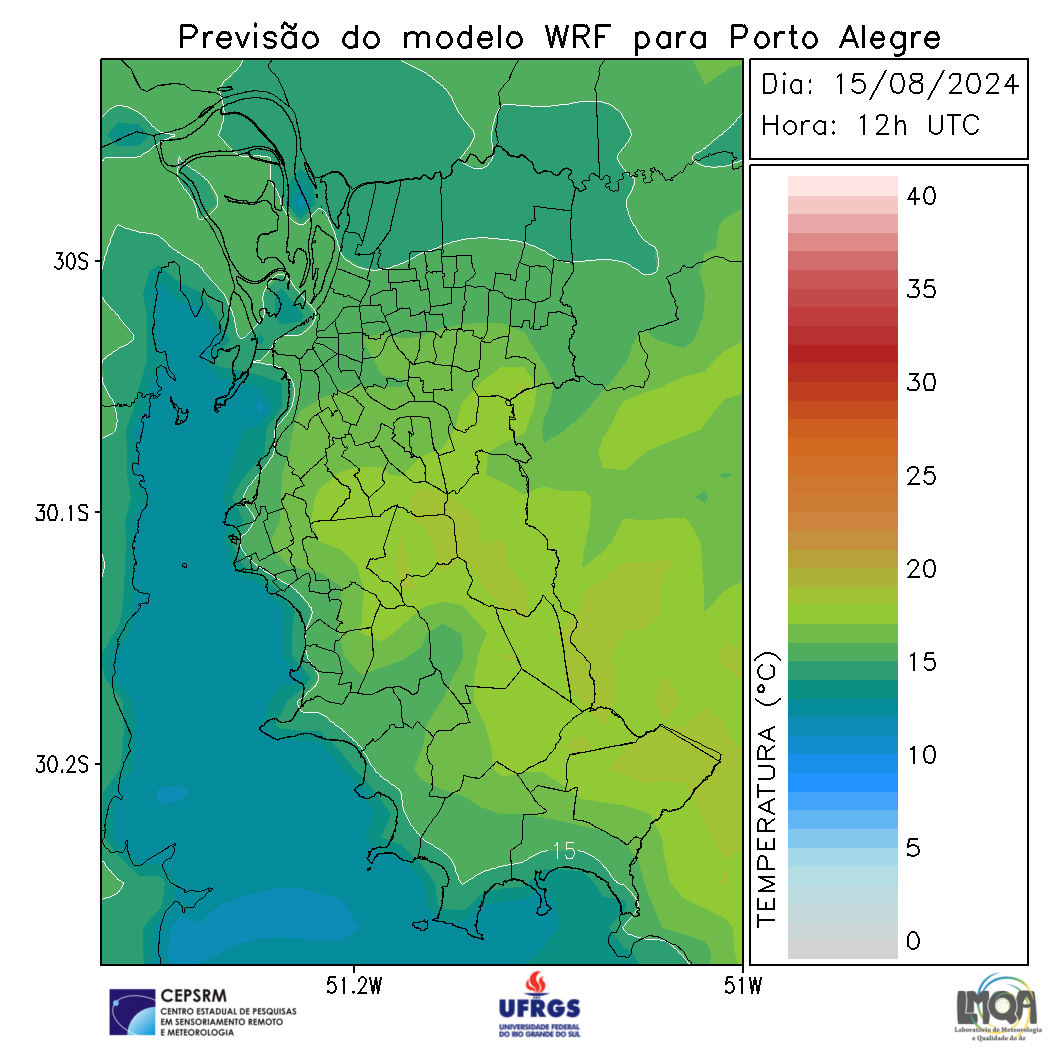 Previsão do modelo WRF para Porto Alegre
Dia: 15/08/2024
Hora: 12h UTC
40
35
30
25
20
15
10
5
0
TEMPERATURA (°C)
30S
30.1S
30.2S
15
51.2W
51W
CEPSRM
CENTRO ESTADUAL DE PESQUISAS
EM SENSORIAMENTO REMOTO
E METEOROLOGIA
UFRGS
UNIVERSIDADE FEDERAL
DO RIO GRANDE DO SUL
LMQA
Laboratório de Meteorologia
e Qualidade do Ar